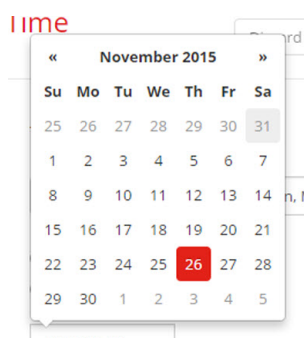 Time
« November 2015 »
Su Mo Tu We Th Fr Sa
25 26 27 28 29 30 31
1 2 3 4 5 6 7
8 9 10 11 12 13 14
15 16 17 18 19 20 21
22 23 24 25 26 27 28
29 30 1 2 3 4 5